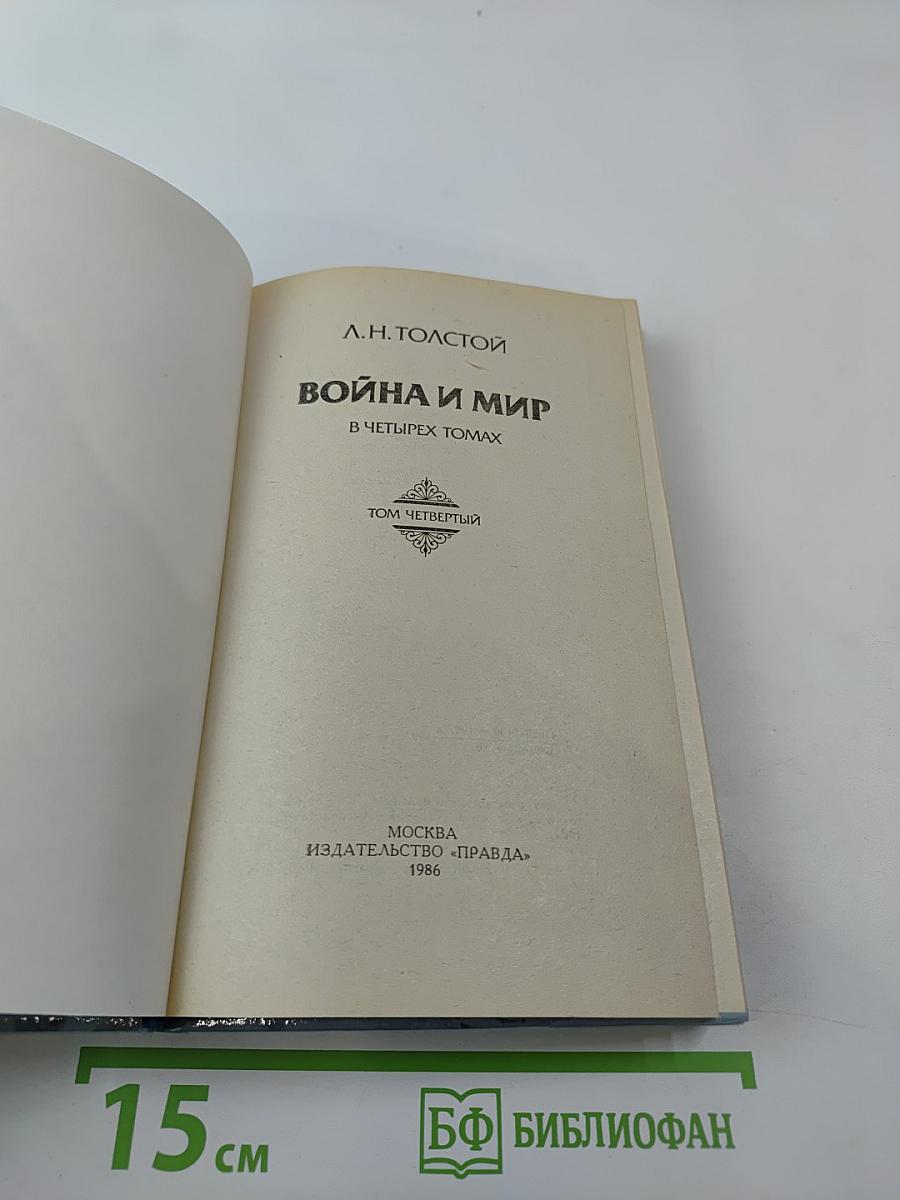 Л.Н.ТОЛСТОЙ
ВОЙНА И МИР
В ЧЕТЫРЕХ ТОМАХ
ТОМ ЧЕТВЕРТЫЙ
МОСКВА
ИЗДАТЕЛЬСТВО «ПРАВДА»
1986
15 см
БФ БИБЛИОФАН